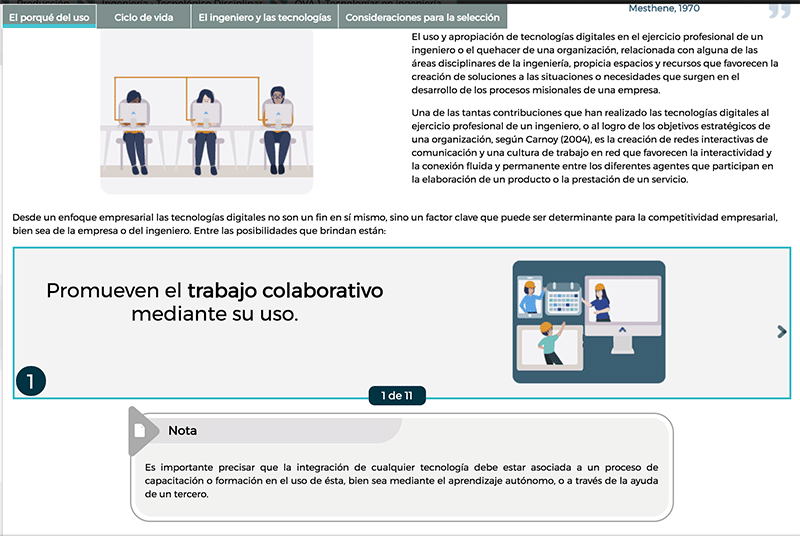 El porqué del uso
Ciclo de vida
El ingeniero y las tecnologías
Consideraciones para la selección
Mesthene, 1970
El uso y apropiación de tecnologías digitales en el ejercicio profesional de un
ingeniero o el quehacer de una organización, relacionada con alguna de las
áreas disciplinares de la ingeniería, propicia espacios y recursos que favorecen la
creación de soluciones a las situaciones o necesidades que surgen en el
desarrollo de los procesos misionales de una empresa.
Una de las tantas contribuciones que han realizado las tecnologías digitales al
ejercicio profesional de un ingeniero, o al logro de los objetivos estratégicos de
una organización, según Carnoy (2004), es la creación de redes interactivas de
comunicación y una cultura de trabajo en red que favorecen la interactividad y
la conexión fluida y permanente entre los diferentes agentes que participan en
la elaboración de un producto o la prestación de un servicio.
Desde un enfoque empresarial las tecnologías digitales no son un fin en sí mismo, sino un factor clave que puede ser determinante para la competitividad empresarial,
bien sea de la empresa o del ingeniero. Entre las posibilidades que brindan están:
Promueven el trabajo colaborativo
mediante su uso.
1
1 de 11
Nota
Es importante precisar que la integración de cualquier tecnología debe estar asociada a un proceso de
capacitación o formación en el uso de ésta, bien sea mediante el aprendizaje autónomo, o a través de la ayuda
de un tercero.